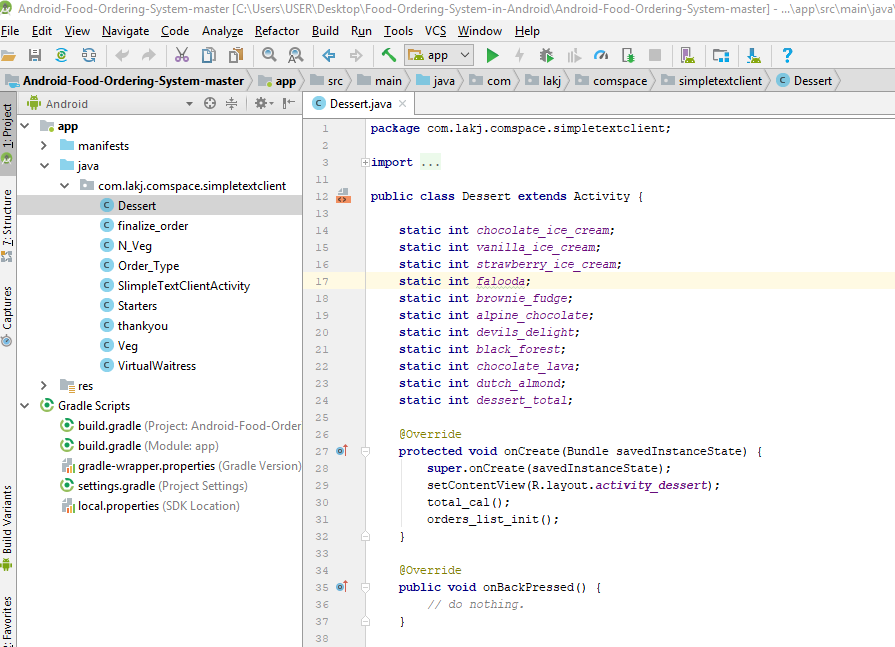 Android-Food-Ordering-System-master [C:\Users\USER\Desktop\Food-Ordering-System-in-Android\Android-Food-Ordering-System-master] - ...\app\src\main\java\
File Edit View Navigate Code Analyze Refactor Build Run Tools VCS Window Help
app
Android-Food-Ordering-System-master app src main java com lakj comspace simpletextclient Dessert
1: Project
Android
Dessert.java
app
manifests
java
com.lakj.comspace.simpletextclient
Dessert
finalize_order
N_Veg
Order_Type
SlimpleTextClientActivity
Starters
thankyou
Veg
VirtualWaitress
res
Gradle Scripts
build.gradle (Project: Android-Food-Order
build.gradle (Module: app)
gradle-wrapper.properties (Gradle Version)
settings.gradle (Project Settings)
local.properties (SDK Location)
7: Structure
Captures
Build Variants
2: Favorites
1 package com.lakj.comspace.simpletextclient;
2
3 import ...
11
12 public class Dessert extends Activity {
13
14 static int chocolate_ice_cream;
15 static int vanilla_ice_cream;
16 static int strawberry_ice_cream;
17 static int falooda;
18 static int brownie_fudge;
19 static int alpine_chocolate;
20 static int devils_delight;
21 static int black_forest;
22 static int chocolate_lava;
23 static int dutch_almond;
24 static int dessert_total;
25
26 @Override
27 protected void onCreate(Bundle savedInstanceState) {
28 super.onCreate(savedInstanceState);
29 setContentView(R.layout.activity_dessert);
30 total_cal();
31 orders_list_init();
32 }
33
34 @Override
35 public void onBackPressed() {
36 // do nothing.
37 }
38